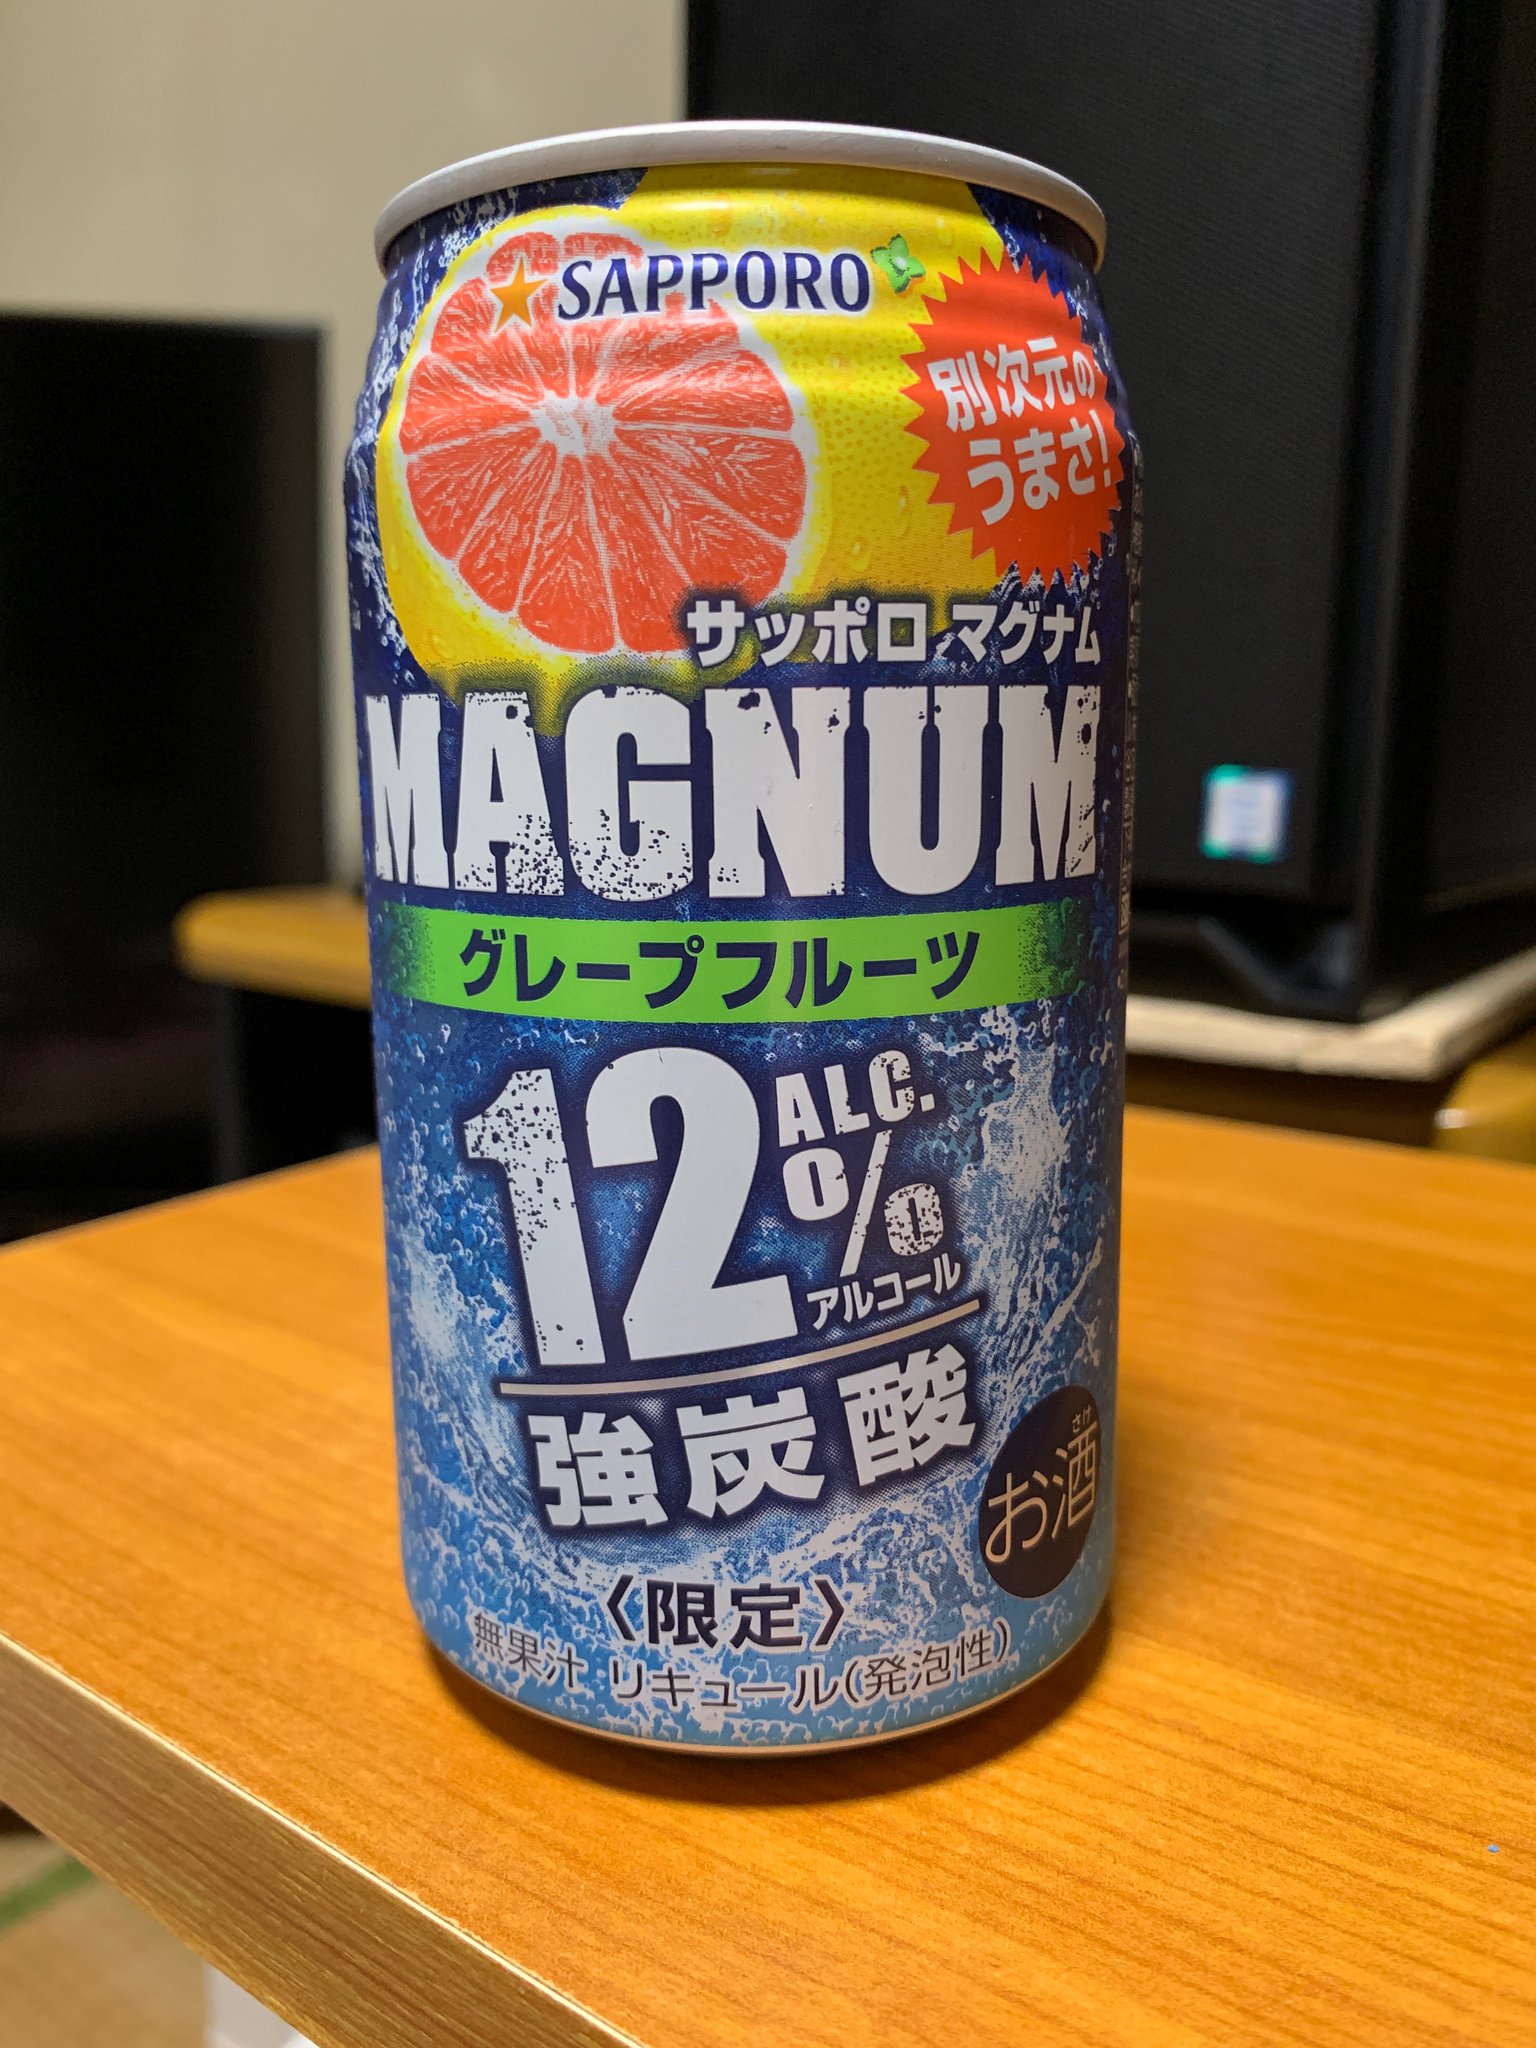 SAPPORO
別次元の
うまさ!
サッポロ マグナム
MAGNUM
グレープフルーツ
12%
ALC.
アルコール
強炭酸
さけ
お酒
〈限定〉
無果汁 リキュール(発泡性)